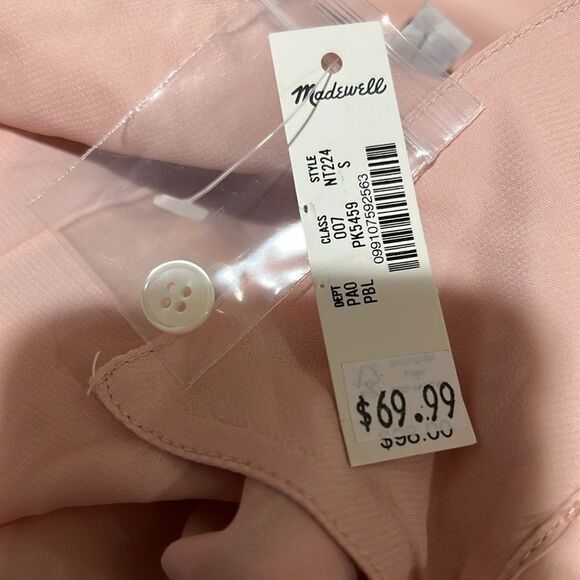 Madewell
DEPT CLASS STYLE
PAO 007 NT224
PBL PK5459 S
099107592563
$69.99
$98.00